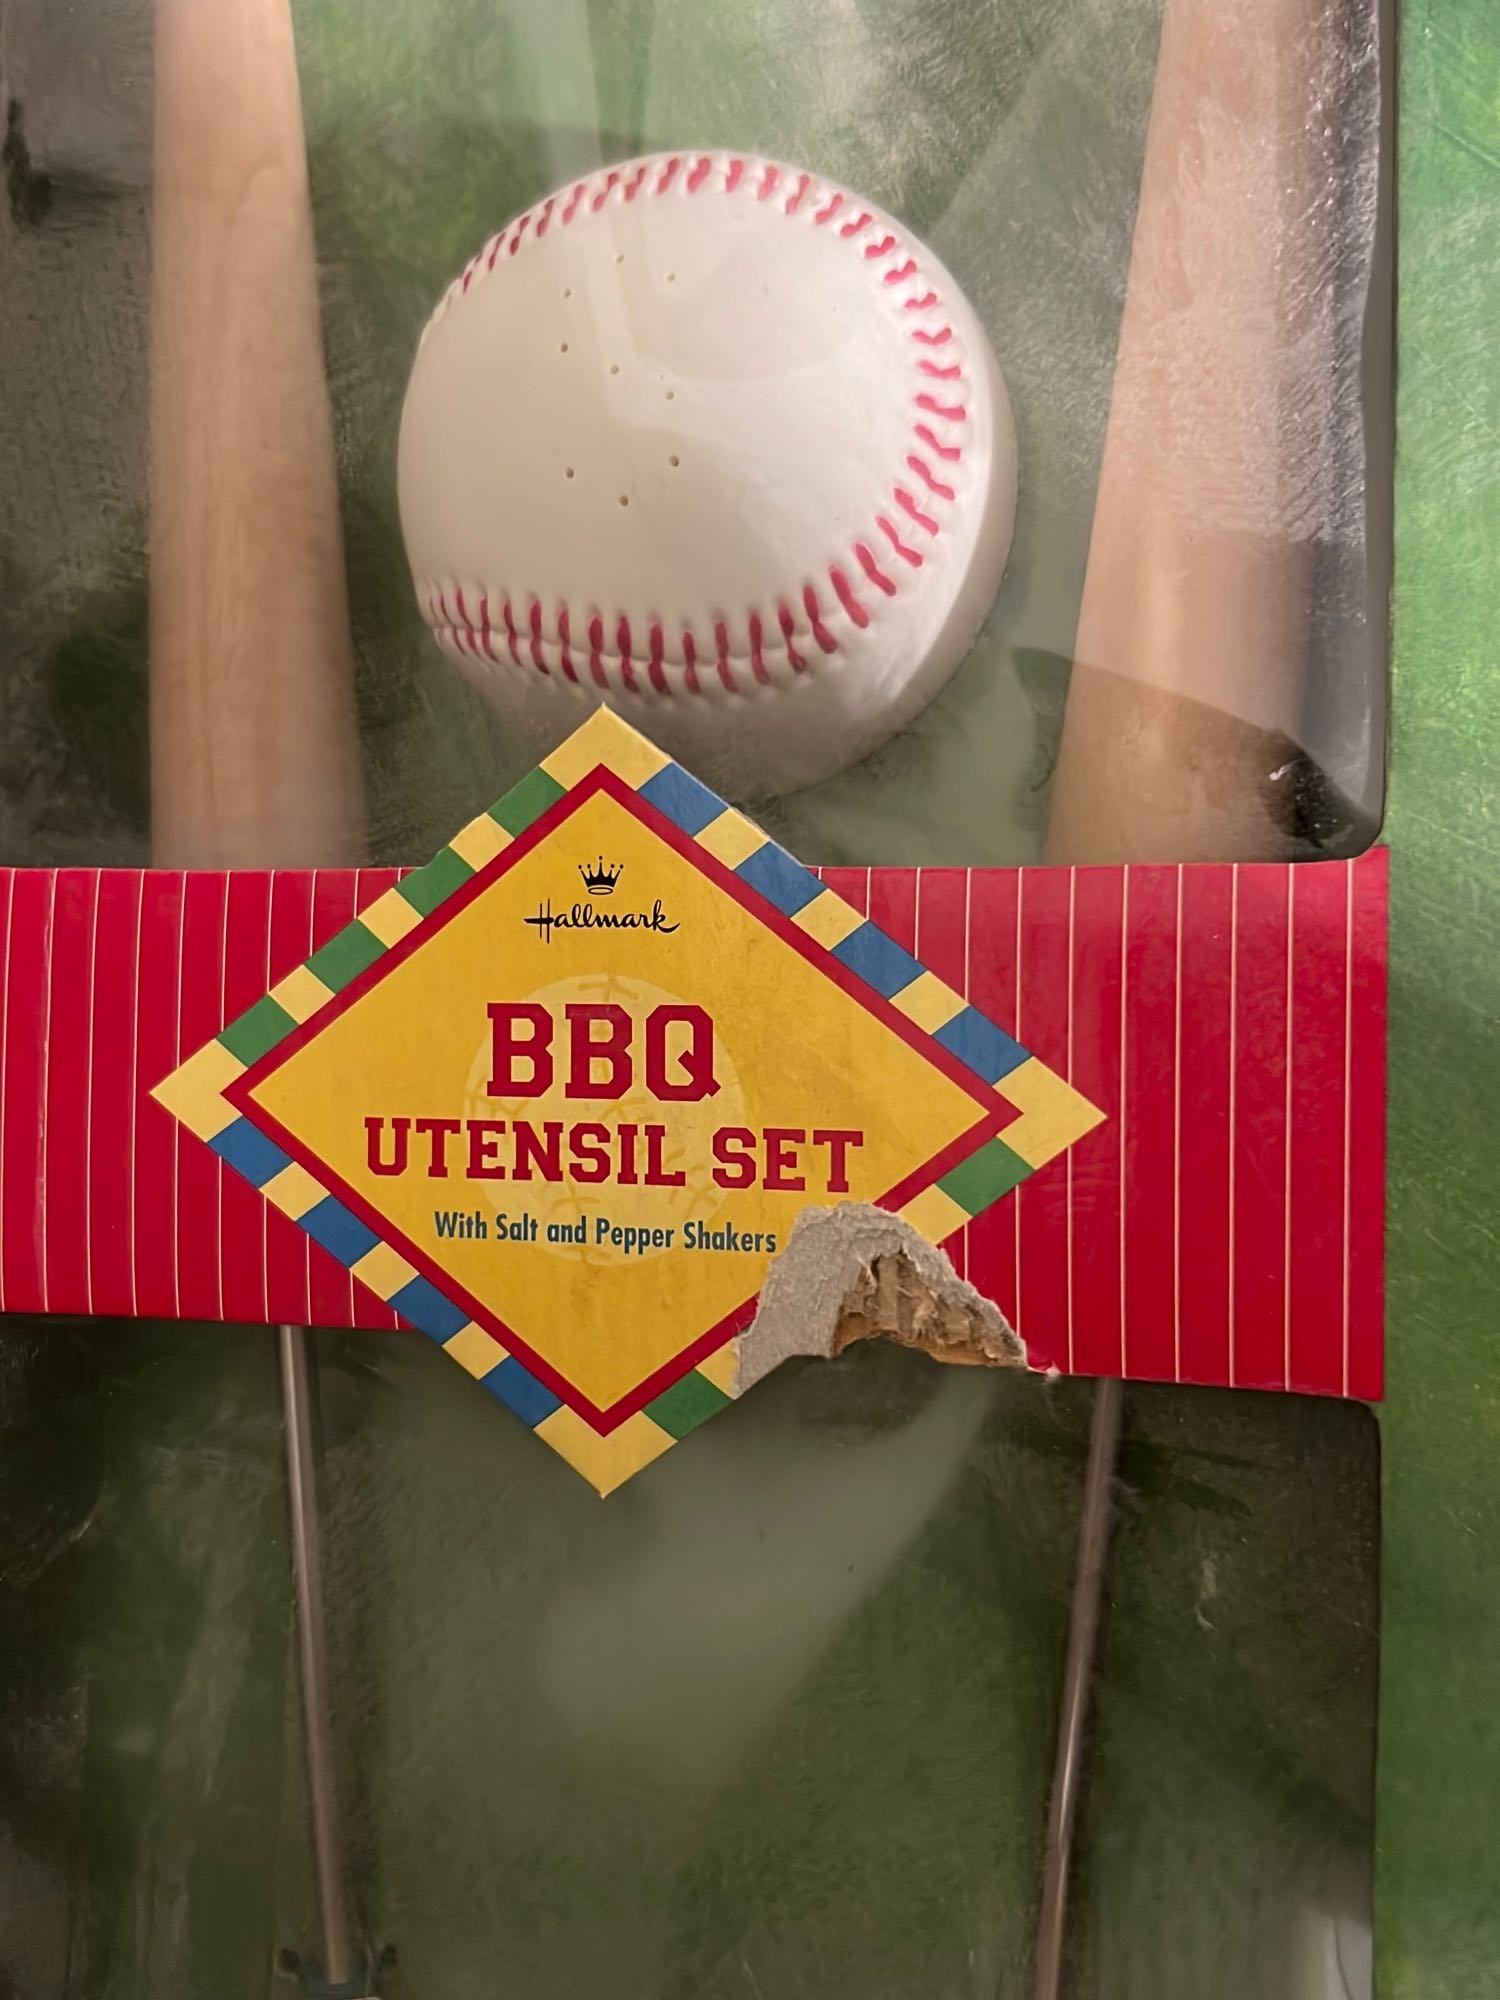 Hallmark
BBQ
UTENSIL SET
With Salt and Pepper Shakers